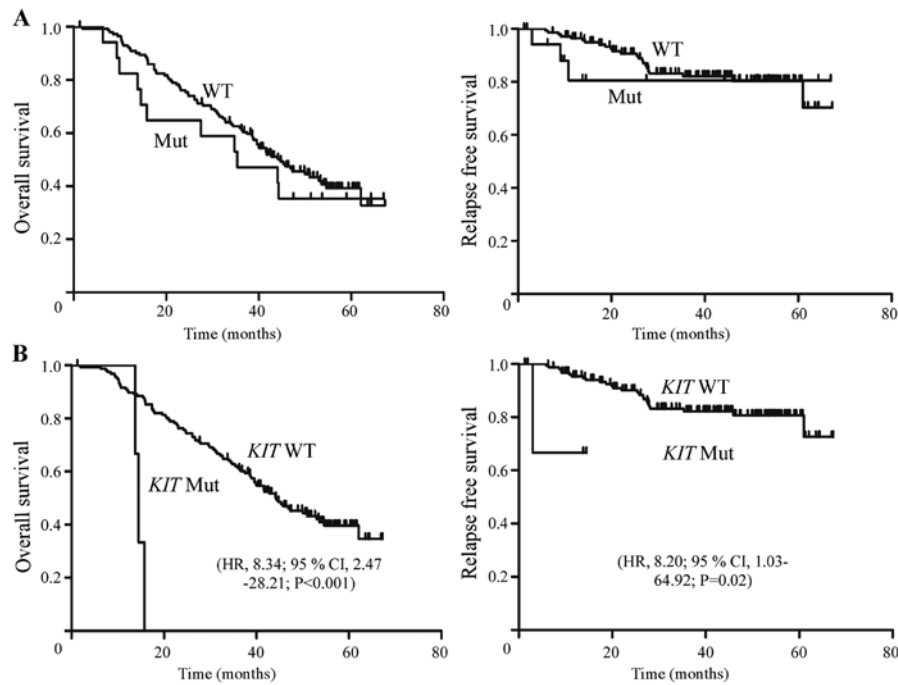 A
1.0
0.8
0.6
0.4
0.2
0
20
40
60
80
Overall survival
Time (months)
WT
Mut
1.0
0.8
0.6
0.4
0.2
0
20
40
60
80
Relapse free survival
Time (months)
WT
Mut
B
1.0
0.8
0.6
0.4
0.2
0
20
40
60
80
Overall survival
Time (months)
KIT WT
KIT Mut
(HR, 8.34; 95 % CI, 2.47
-28.21; P<0.001)
1.0
0.8
0.6
0.4
0.2
0
20
40
60
80
Relapse free survival
Time (months)
KIT WT
KIT Mut
(HR, 8.20; 95 % CI, 1.03-
64.92; P=0.02)